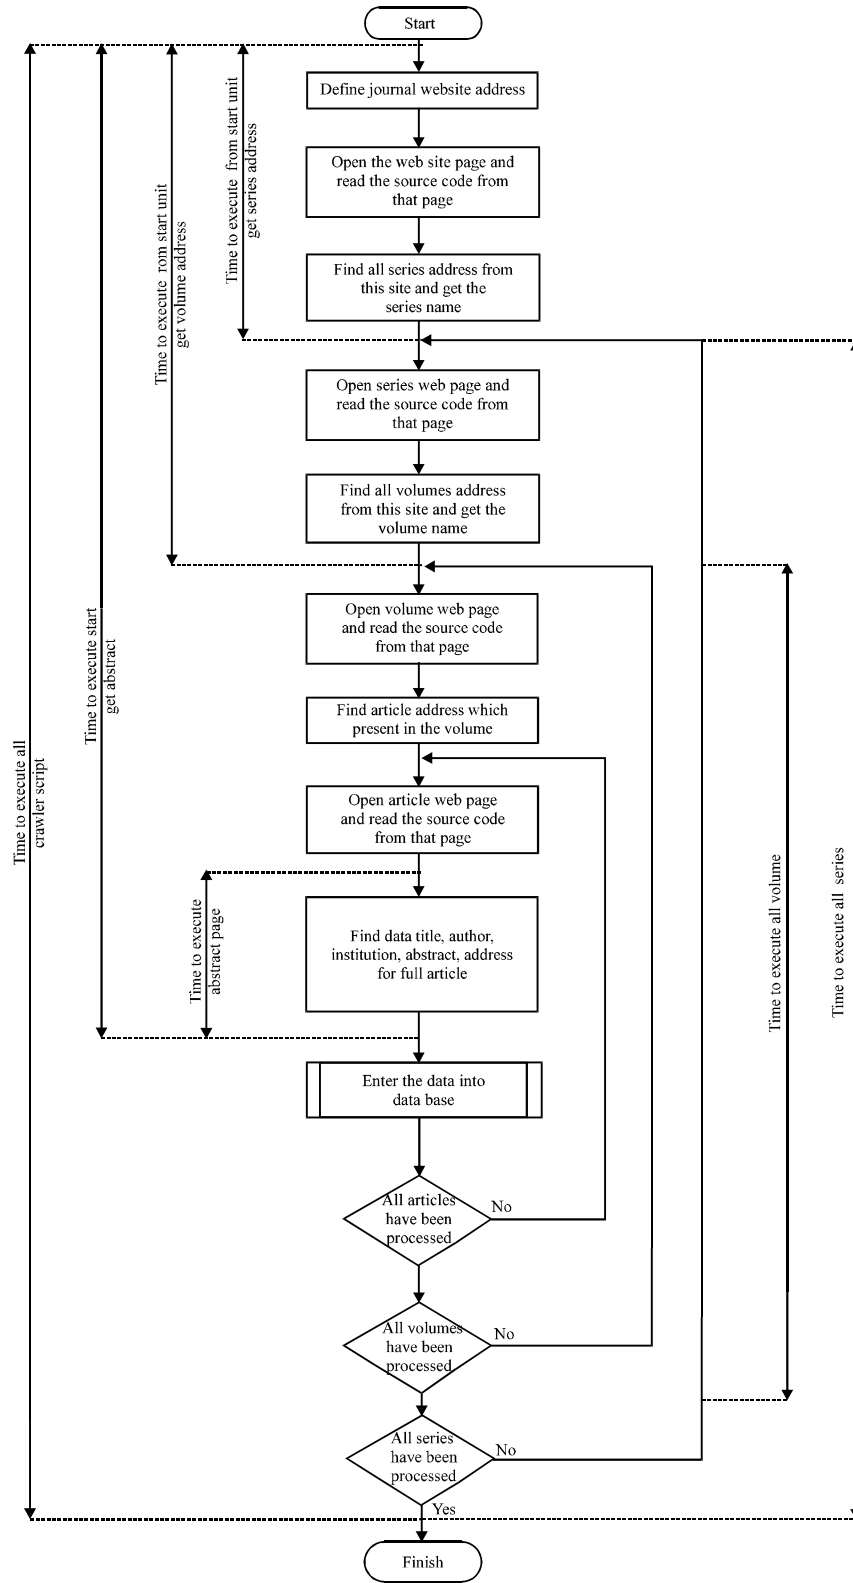 Start
Define journal website address
Open the web site page and
read the source code from
that page
Find all series address from
this site and get the
series name
Open series web page and
read the source code from
that page
Find all volumes address
from this site and get the
volume name
Open volume web page
and read the source code
from that page
Find article address which
present in the volume
Open article web page
and read the source code
from that page
Find data title, author,
institution, abstract, address
for full article
Enter the data into
data base
All articles
have been
processed
No
All volumes
have been
processed
No
All series
have been
processed
No
Yes
Finish
Time to execute all
crawler script
Time to execute start
get abstract
Time to execute rom start unit
get volume address
Time to execute from start unit
get series address
Time to execute
abstract page
Time to execute all volume
Time to execute all series